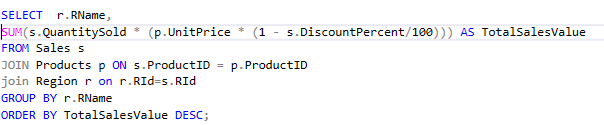 SELECT  r.RName,
SUM(s.QuantitySold * (p.UnitPrice * (1 - s.DiscountPercent/100))) AS TotalSalesValue
FROM Sales s
JOIN Products p ON s.ProductID = p.ProductID
join Region r on r.RId=s.RId
GROUP BY r.RName
ORDER BY TotalSalesValue DESC;